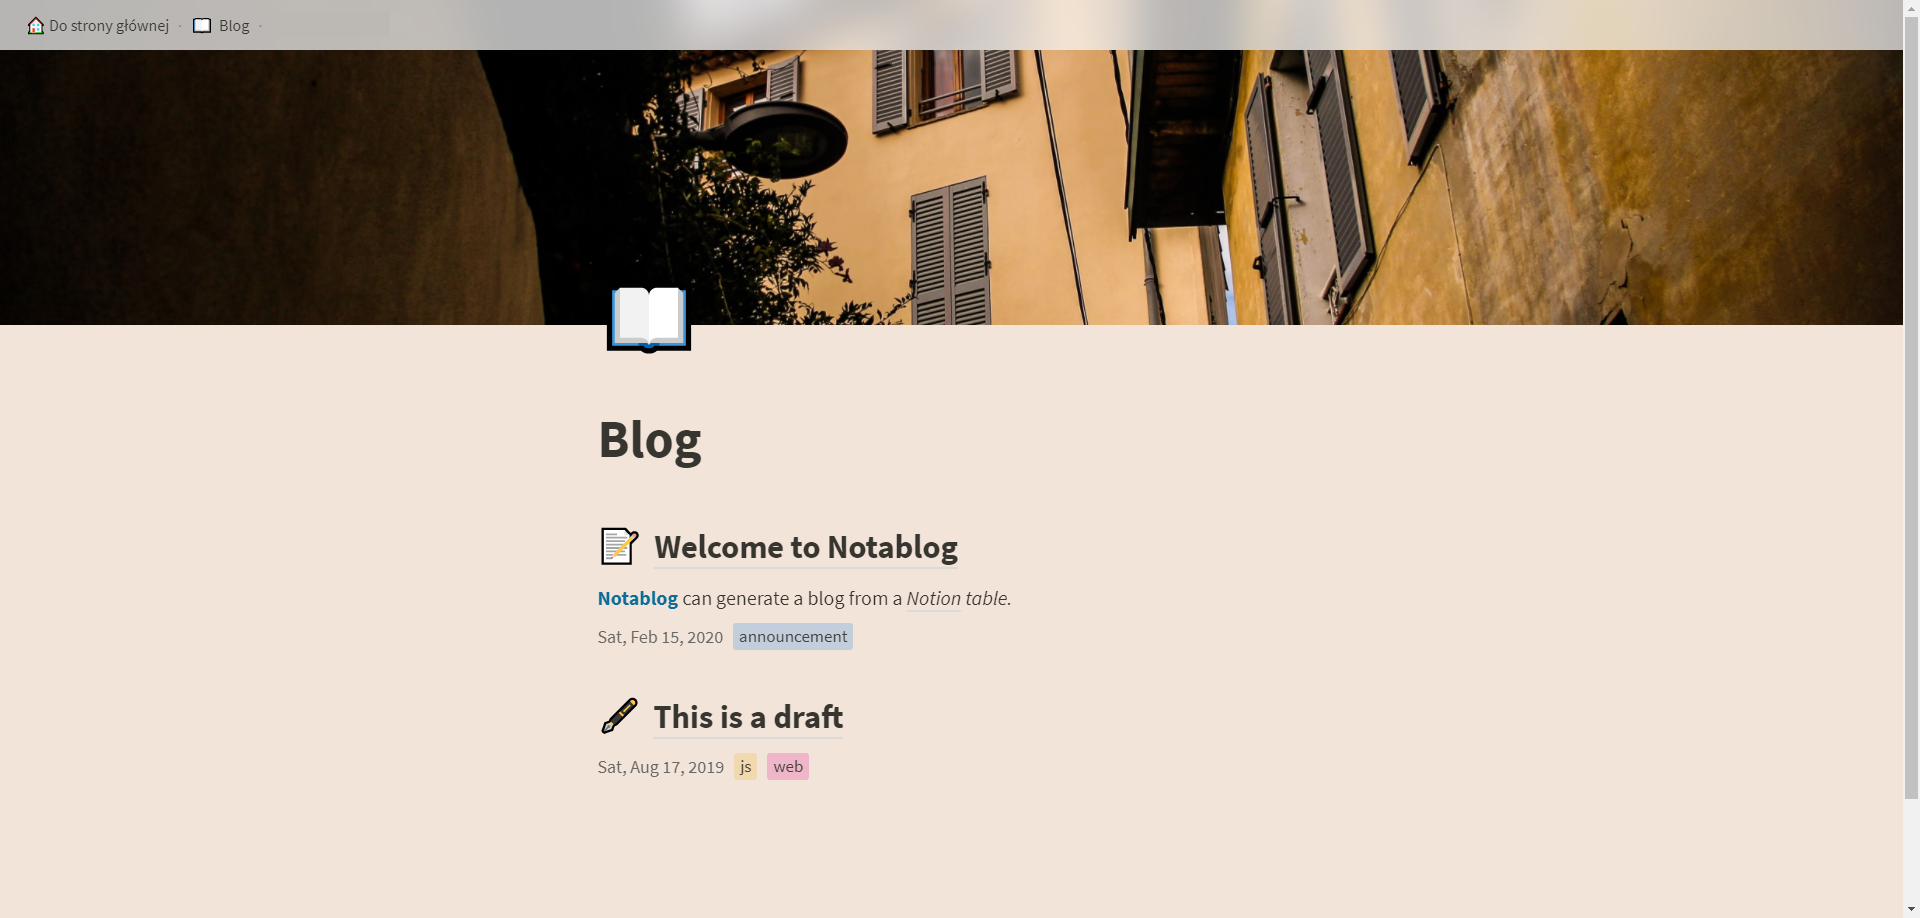 Do strony głównej · Blog ·
Blog
Welcome to Notablog
Notablog can generate a blog from a Notion table.
Sat, Feb 15, 2020 announcement
This is a draft
Sat, Aug 17, 2019 js web